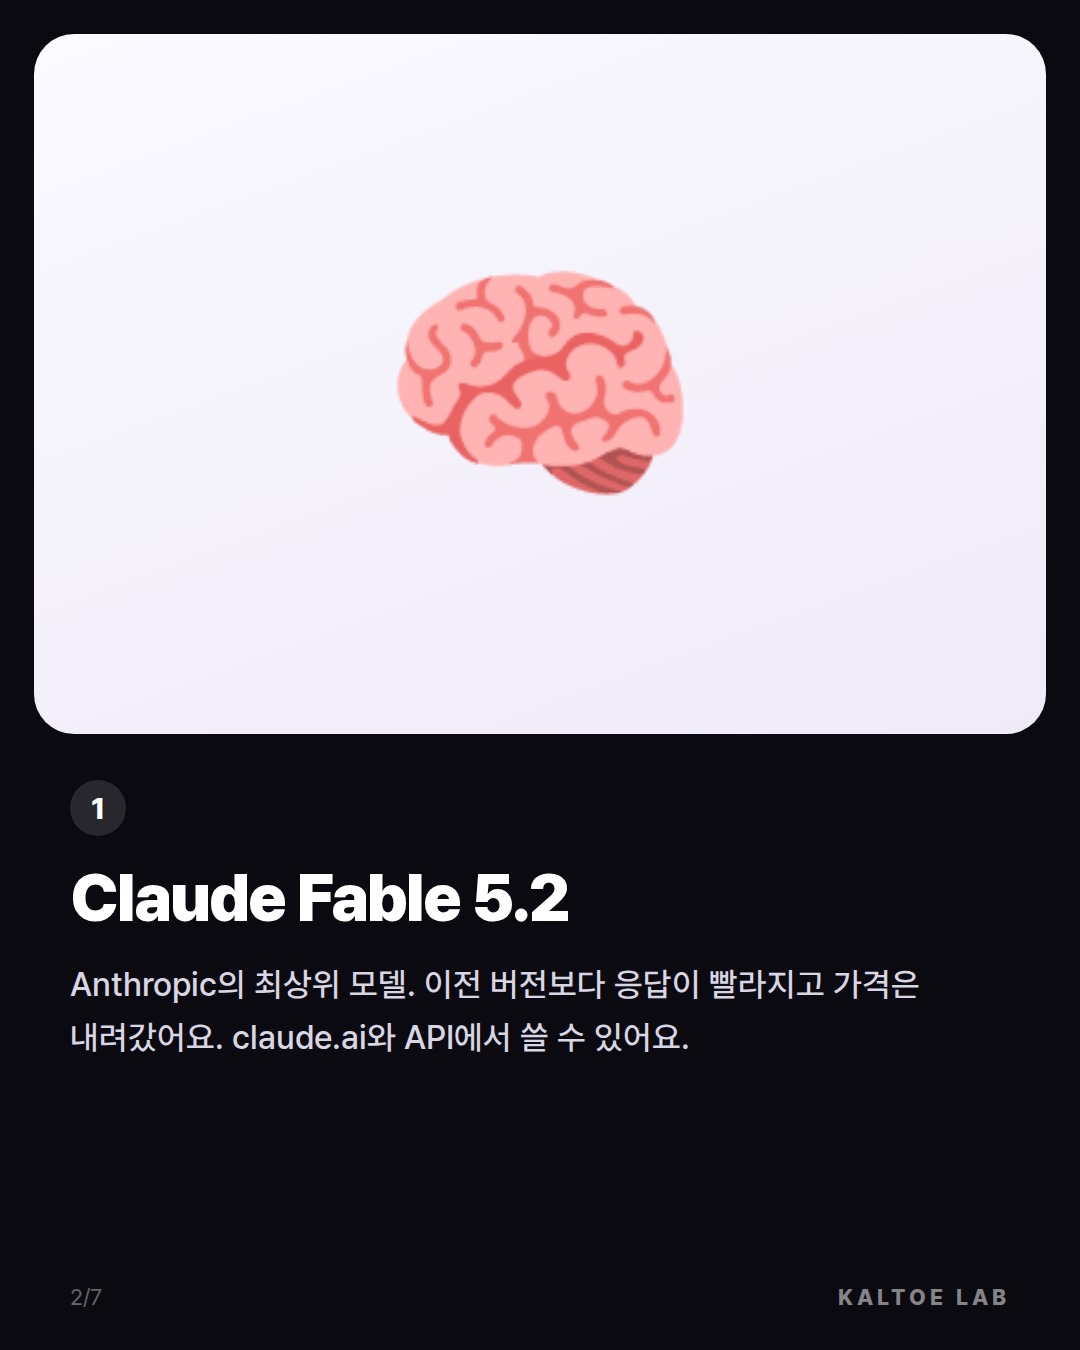 1
Claude Fable 5.2
Anthropic의 최상위 모델. 이전 버전보다 응답이 빨라지고 가격은
내려갔어요. claude.ai와 API에서 쓸 수 있어요.
2/7
KALTOE LAB